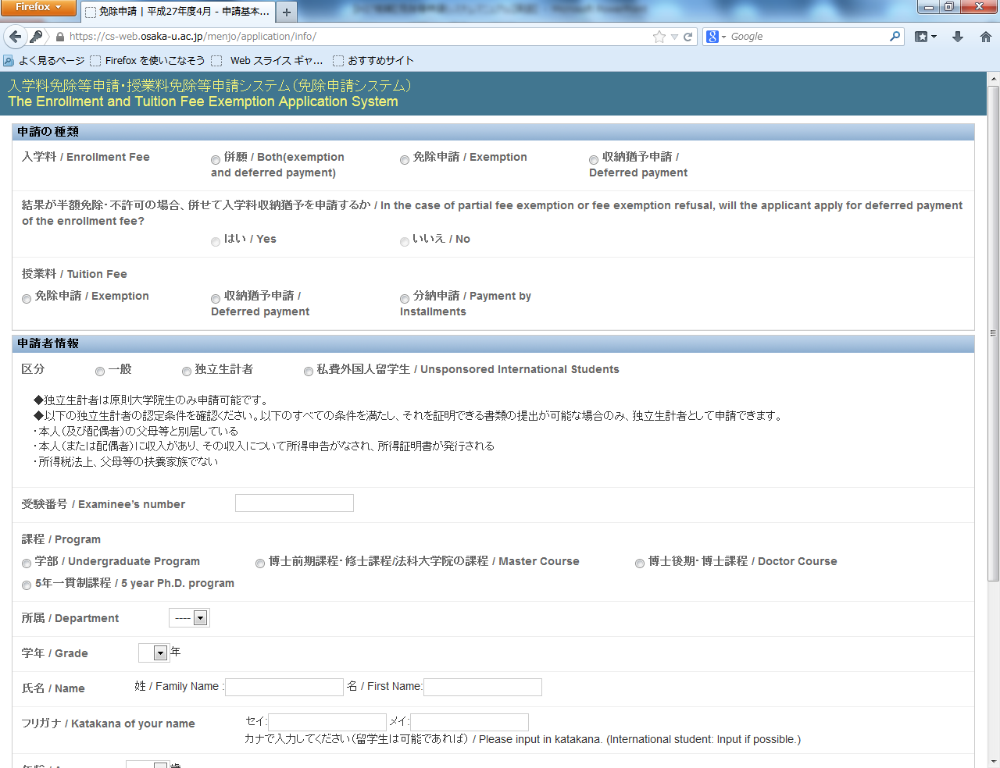 Firefox
免除申請 | 平成27年度4月 - 申請基本...
https://cs-web.osaka-u.ac.jp/menjo/application/info/
Google
よく見るページ Firefox を使いこなそう Web スライス ギャ... おすすめサイト
入学料免除等申請・授業料免除等申請システム（免除申請システム）
The Enrollment and Tuition Fee Exemption Application System
申請の種類
入学料 / Enrollment Fee 併願 / Both(exemption 免除申請 / Exemption 収納猶予申請 /
and deferred payment) Deferred payment
結果が半額免除・不許可の場合、併せて入学料収納猶予を申請するか / In the case of partial fee exemption or fee exemption refusal, will the applicant apply for deferred payment
of the enrollment fee?
はい / Yes いいえ / No
授業料 / Tuition Fee
免除申請 / Exemption 収納猶予申請 / 分納申請 / Payment by
Deferred payment Installments
申請者情報
区分 一般 独立生計者 私費外国人留学生 / Unsponsored International Students
◆独立生計者は原則大学院生のみ申請可能です。
◆以下の独立生計者の認定条件を確認ください。以下のすべての条件を満たし、それを証明できる書類の提出が可能な場合のみ、独立生計者として申請できます。
・本人（及び配偶者）の父母等と別居している
・本人（または配偶者）に収入があり、その収入について所得申告がなされ、所得証明書が発行される
・所得税法上、父母等の扶養家族でない
受験番号 / Examinee's number
課程 / Program
学部 / Undergraduate Program 博士前期課程・修士課程/法科大学院の課程 / Master Course 博士後期・博士課程 / Doctor Course
5年一貫制課程 / 5 year Ph.D. program
所属 / Department ----
学年 / Grade 年
氏名 / Name 姓 / Family Name : 名 / First Name:
フリガナ / Katakana of your name セイ: メイ:
カナで入力してください（留学生は可能であれば） / Please input in katakana. (International student: Input if possible.)